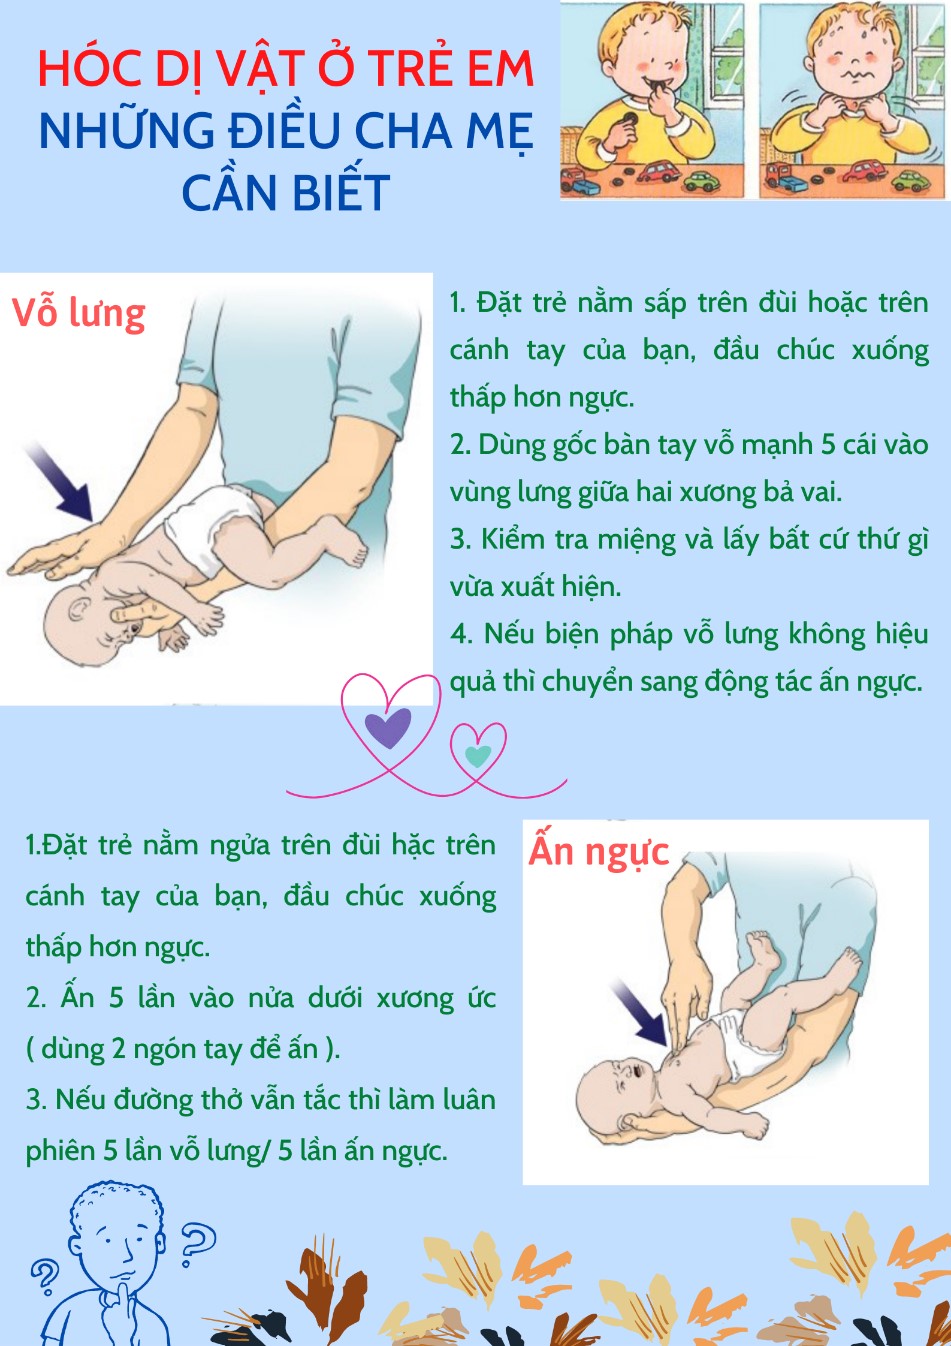 HÓC DỊ VẬT Ở TRẺ EM
NHỮNG ĐIỀU CHA MẸ
CẦN BIẾT
Vỗ lưng
1. Đặt trẻ nằm sấp trên đùi hoặc trên
cánh tay của bạn, đầu chúc xuống
thấp hơn ngực.
2. Dùng gốc bàn tay vỗ mạnh 5 cái vào
vùng lưng giữa hai xương bả vai.
3. Kiểm tra miệng và lấy bất cứ thứ gì
vừa xuất hiện.
4. Nếu biện pháp vỗ lưng không hiệu
quả thì chuyển sang động tác ấn ngực.
1.Đặt trẻ nằm ngửa trên đùi hặc trên
cánh tay của bạn, đầu chúc xuống
thấp hơn ngực.
2. Ấn 5 lần vào nửa dưới xương ức
( dùng 2 ngón tay để ấn ).
3. Nếu đường thở vẫn tắc thì làm luân
phiên 5 lần vỗ lưng/ 5 lần ấn ngực.
Ấn ngực